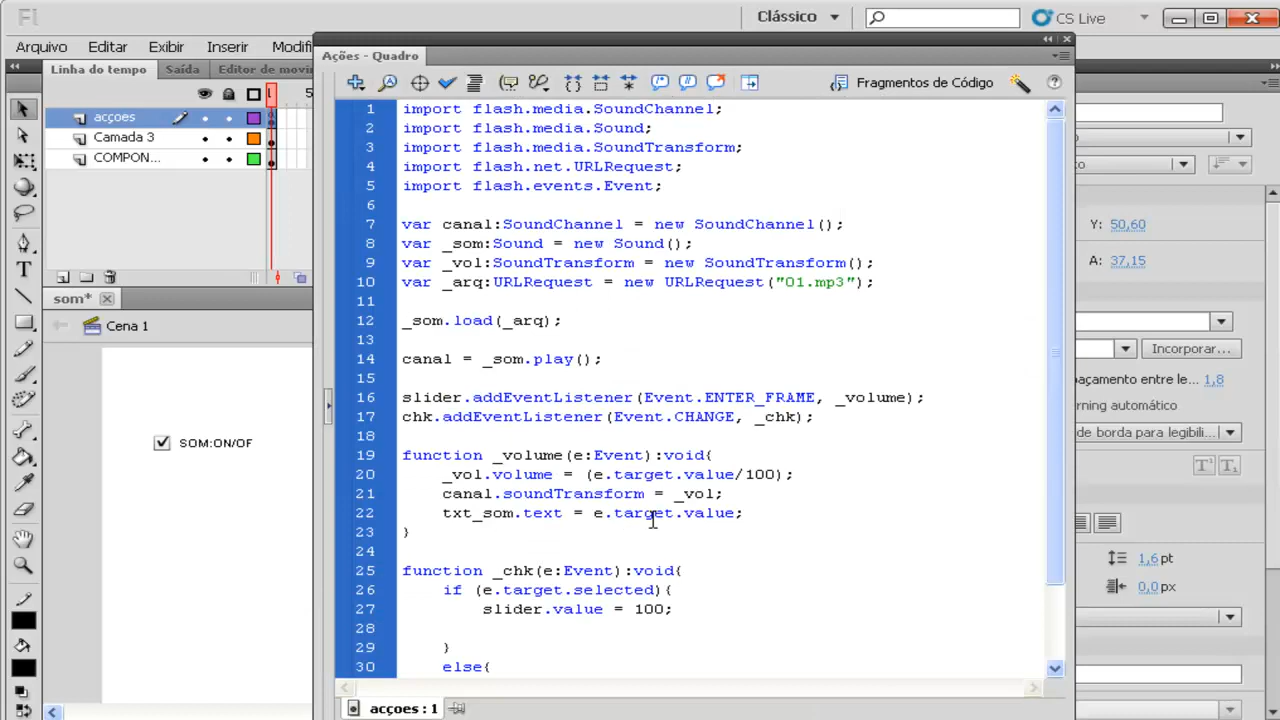 Fl
Clássico
CS Live
Arquivo Editar Exibir Inserir Modifi
Ações - Quadro
Linha do tempo Saída Editor de movi
1 5
acçoes
Camada 3
COMPON...
Fragmentos de Código
1 import flash.media.SoundChannel;
2 import flash.media.Sound;
3 import flash.media.SoundTransform;
4 import flash.net.URLRequest;
5 import flash.events.Event;
6
7 var canal:SoundChannel = new SoundChannel();
8 var _som:Sound = new Sound();
9 var _vol:SoundTransform = new SoundTransform();
10 var _arq:URLRequest = new URLRequest("01.mp3");
11
12 _som.load(_arq);
13
14 canal = _som.play();
15
16 slider.addEventListener(Event.ENTER_FRAME, _volume);
17 chk.addEventListener(Event.CHANGE, _chk);
18
19 function _volume(e:Event):void{
20 _vol.volume = (e.target.value/100);
21 canal.soundTransform = _vol;
22 txt_som.text = e.target.value;
23 }
24
25 function _chk(e:Event):void{
26 if (e.target.selected){
27 slider.value = 100;
28
29 }
30 else{
acçoes : 1
som*
Cena 1
SOM:ON/OF
to
Y: 50,60
A: 37,15
Incorporar...
paçamento entre le... 1,8
rning automático
de borda para legibili...
1,6 pt
0,0 px